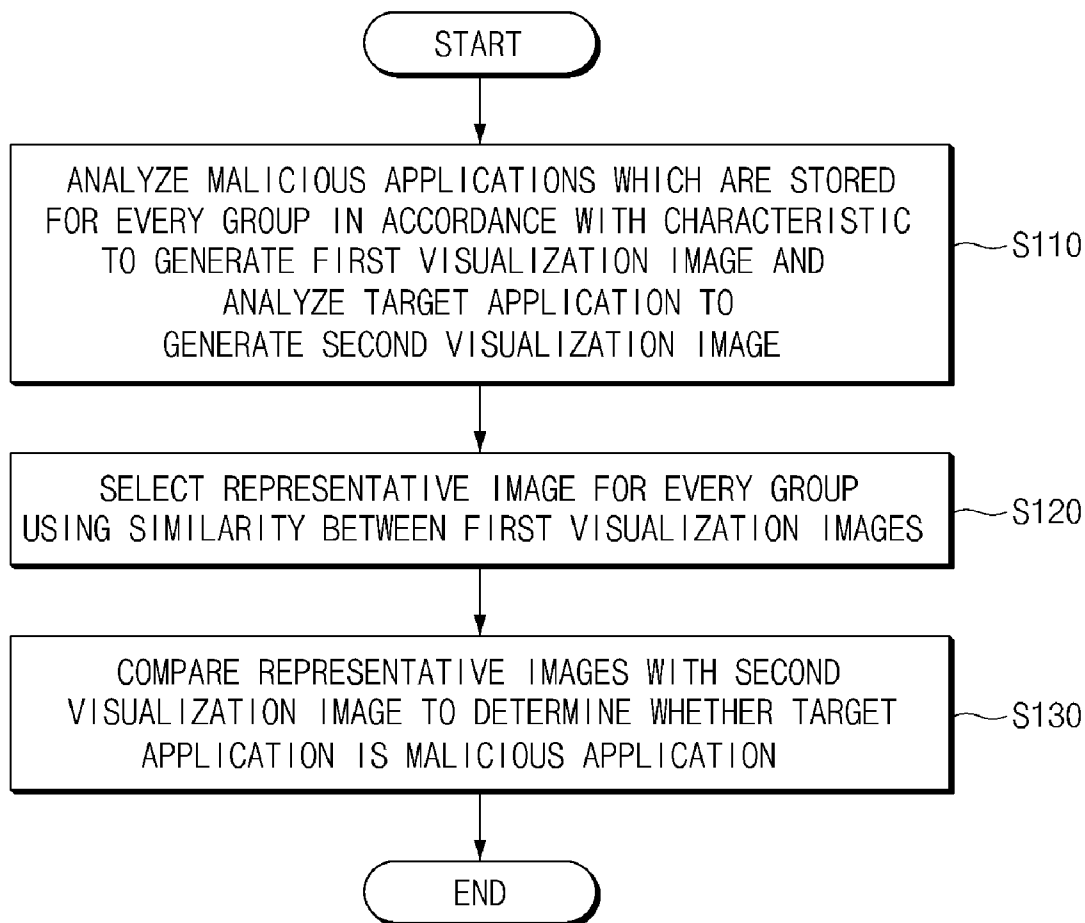 START
ANALYZE MALICIOUS APPLICATIONS WHICH ARE STORED
FOR EVERY GROUP IN ACCORDANCE WITH CHARACTERISTIC
TO GENERATE FIRST VISUALIZATION IMAGE AND
ANALYZE TARGET APPLICATION TO
GENERATE SECOND VISUALIZATION IMAGE
S110
SELECT REPRESENTATIVE IMAGE FOR EVERY GROUP
USING SIMILARITY BETWEEN FIRST VISUALIZATION IMAGES
S120
COMPARE REPRESENTATIVE IMAGES WITH SECOND
VISUALIZATION IMAGE TO DETERMINE WHETHER TARGET
APPLICATION IS MALICIOUS APPLICATION
S130
END